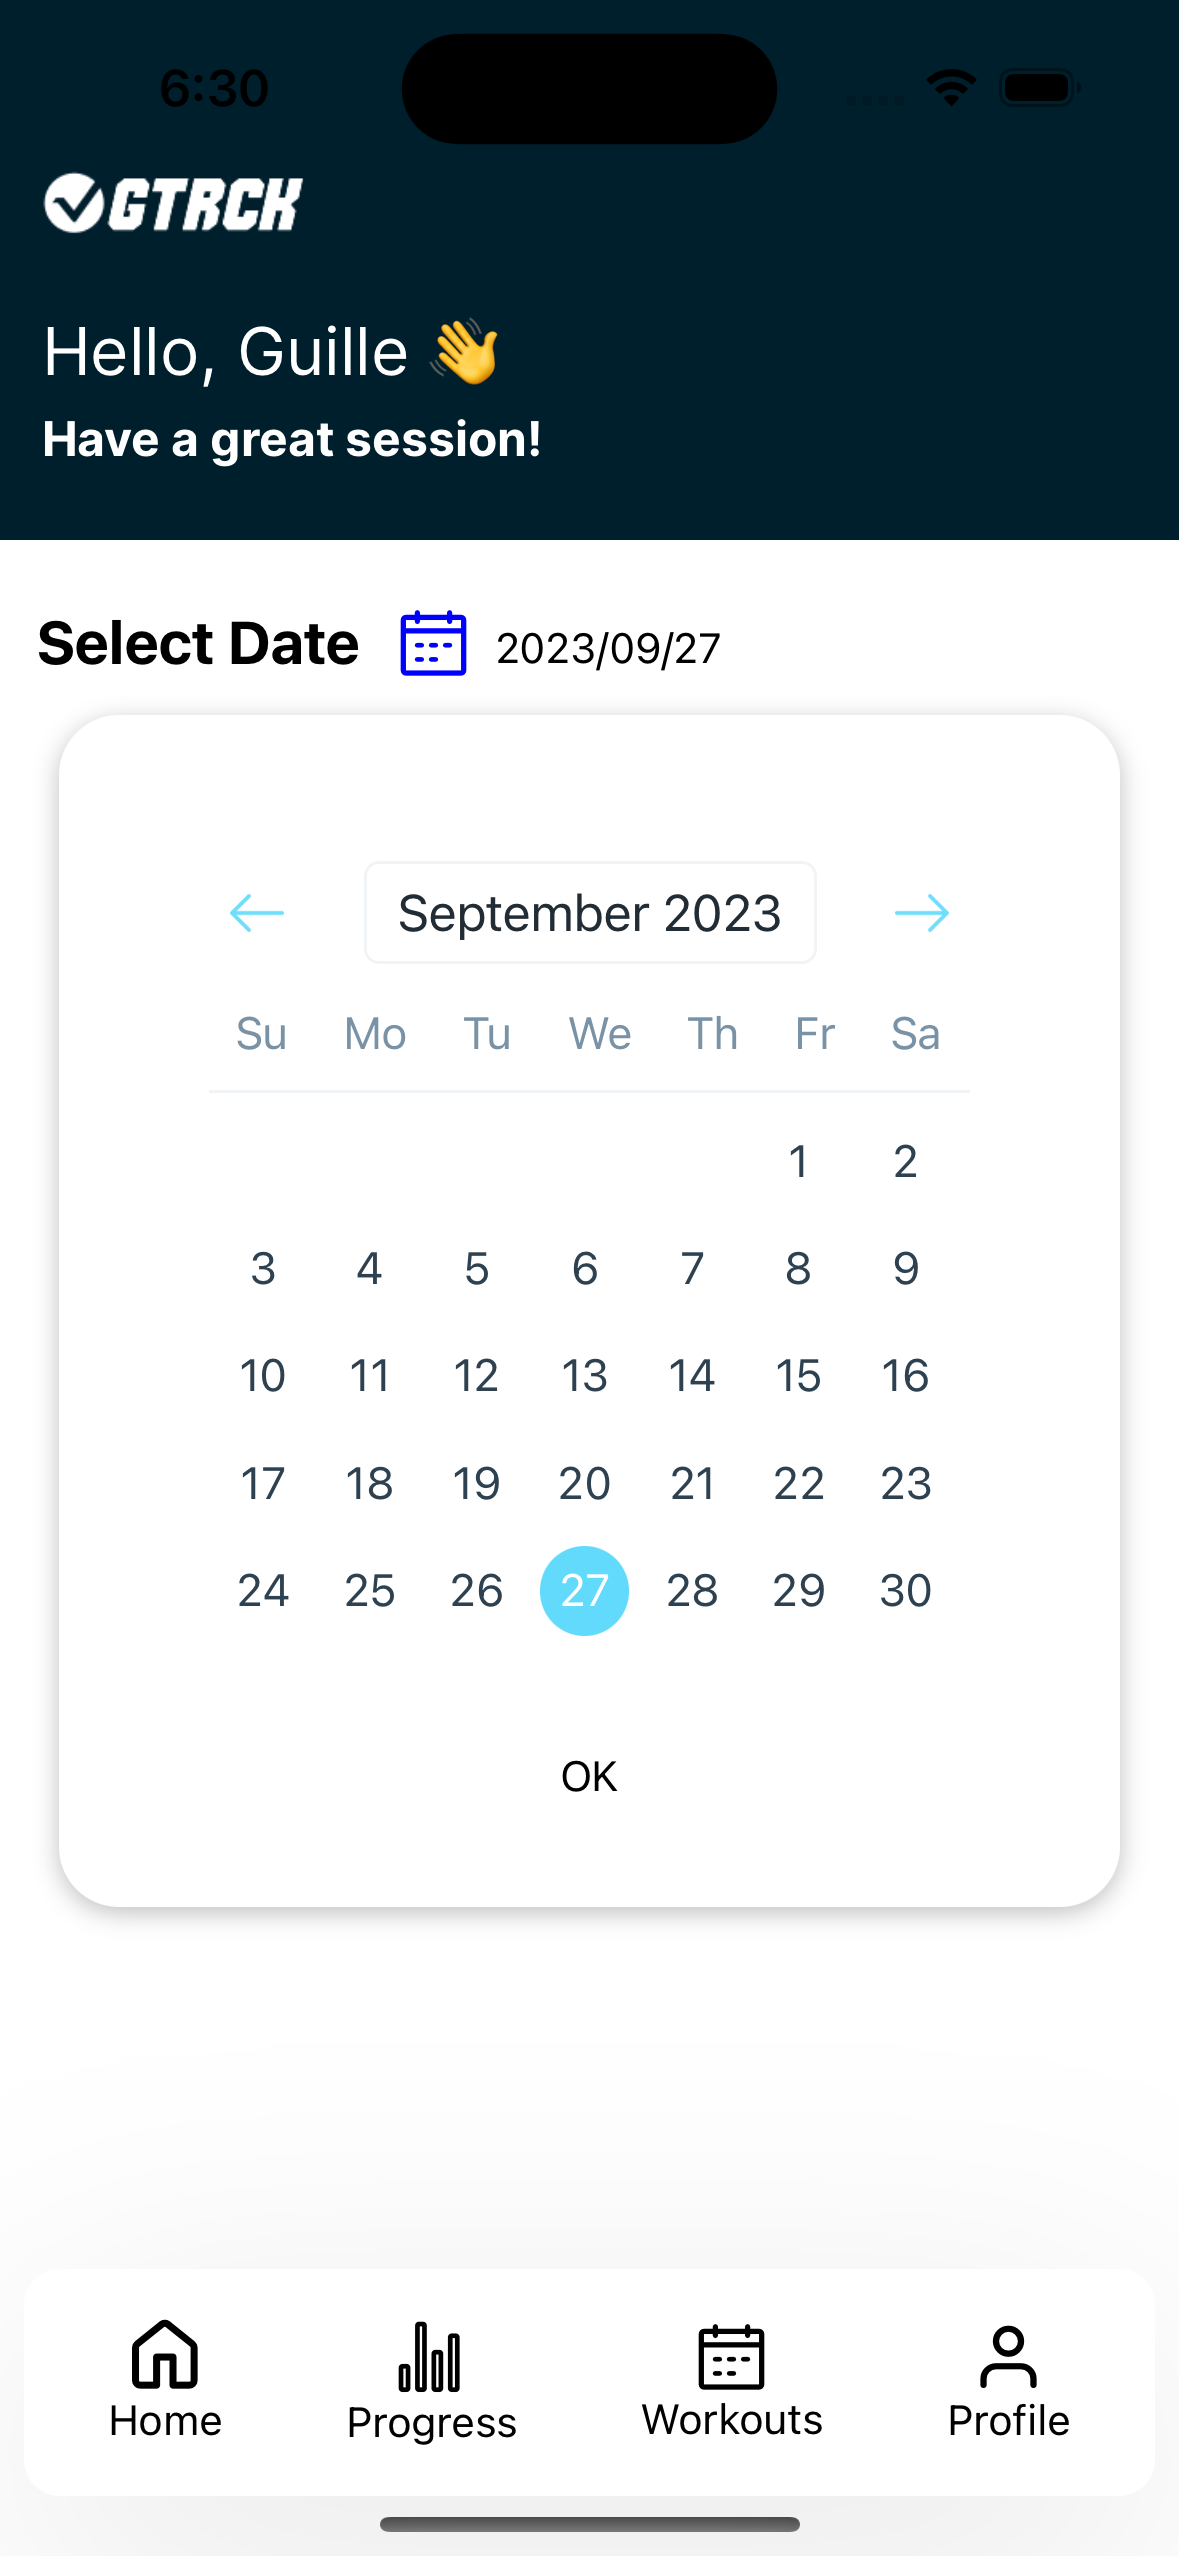 6:30
GTRCK
Hello, Guille 👋
Have a great session!
Select Date 2023/09/27
September 2023
Su Mo Tu We Th Fr Sa
1 2
3 4 5 6 7 8 9
10 11 12 13 14 15 16
17 18 19 20 21 22 23
24 25 26 27 28 29 30
OK
Home Progress Workouts Profile